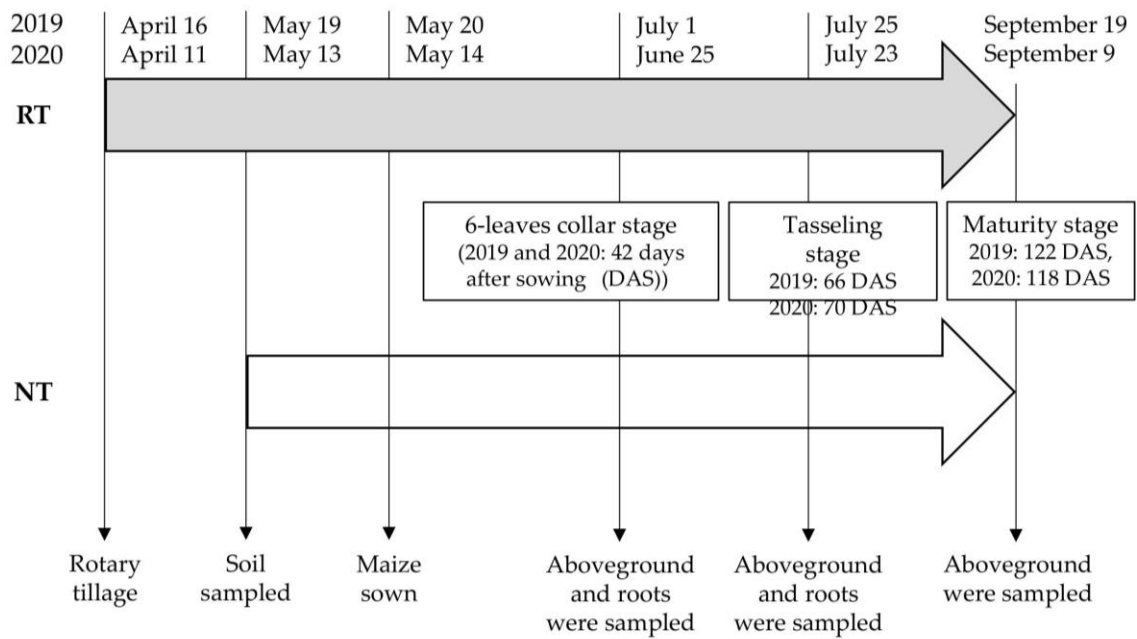 2019 April 16 May 19 May 20 July 1 July 25 September 19
2020 April 11 May 13 May 14 June 25 July 23 September 9
RT
6-leaves collar stage
(2019 and 2020: 42 days
after sowing (DAS))
Tasseling
stage
2019: 66 DAS
2020: 70 DAS
Maturity stage
2019: 122 DAS,
2020: 118 DAS
NT
Rotary
tillage
Soil
sampled
Maize
sown
Aboveground
and roots
were sampled
Aboveground
and roots
were sampled
Aboveground
were sampled